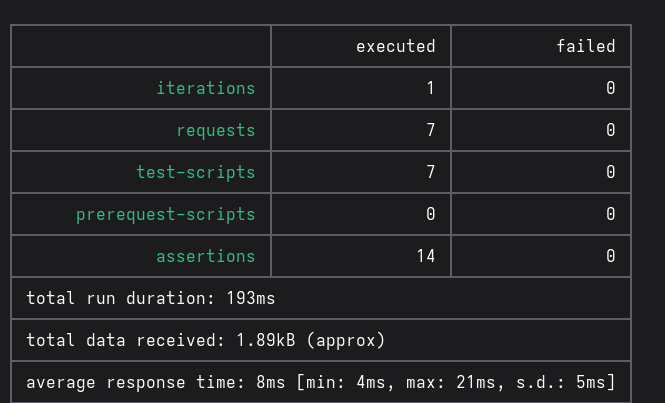 executed failed
iterations 1 0
requests 7 0
test-scripts 7 0
prerequest-scripts 0 0
assertions 14 0
total run duration: 193ms
total data received: 1.89kB (approx)
average response time: 8ms [min: 4ms, max: 21ms, s.d.: 5ms]